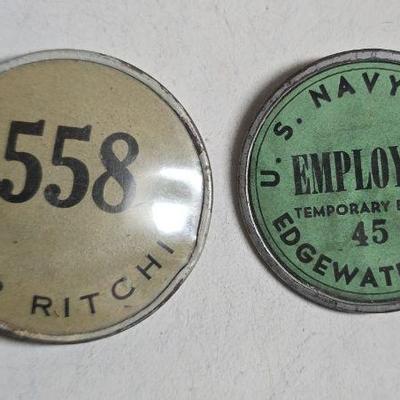 558
RITCHI
U. S. NAVY
EMPLOY
TEMPORARY
45
EDGEWAT